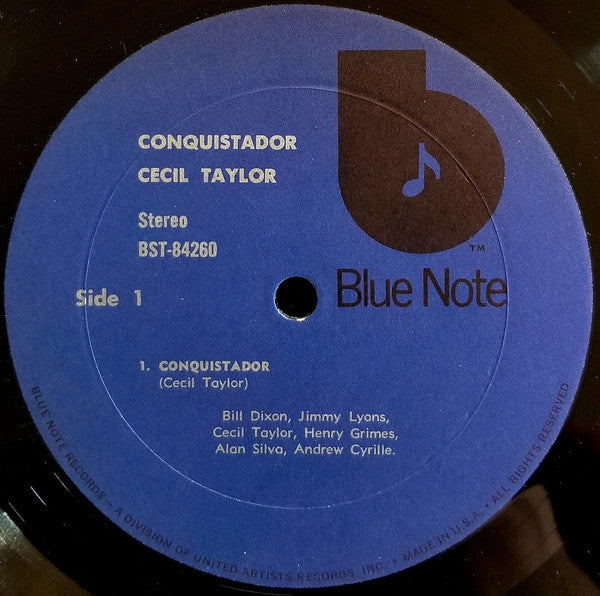 CONQUISTADOR
CECIL TAYLOR
Stereo
BST-84260
TM
Blue Note
Side 1
1. CONQUISTADOR
(Cecil Taylor)
Bill Dixon, Jimmy Lyons,
Cecil Taylor, Henry Grimes,
Alan Silva, Andrew Cyrille.
BLUE NOTE RECORDS — A DIVISION OF UNITED ARTISTS RECORDS, INC. • MADE IN U.S.A. • ALL RIGHTS RESERVED